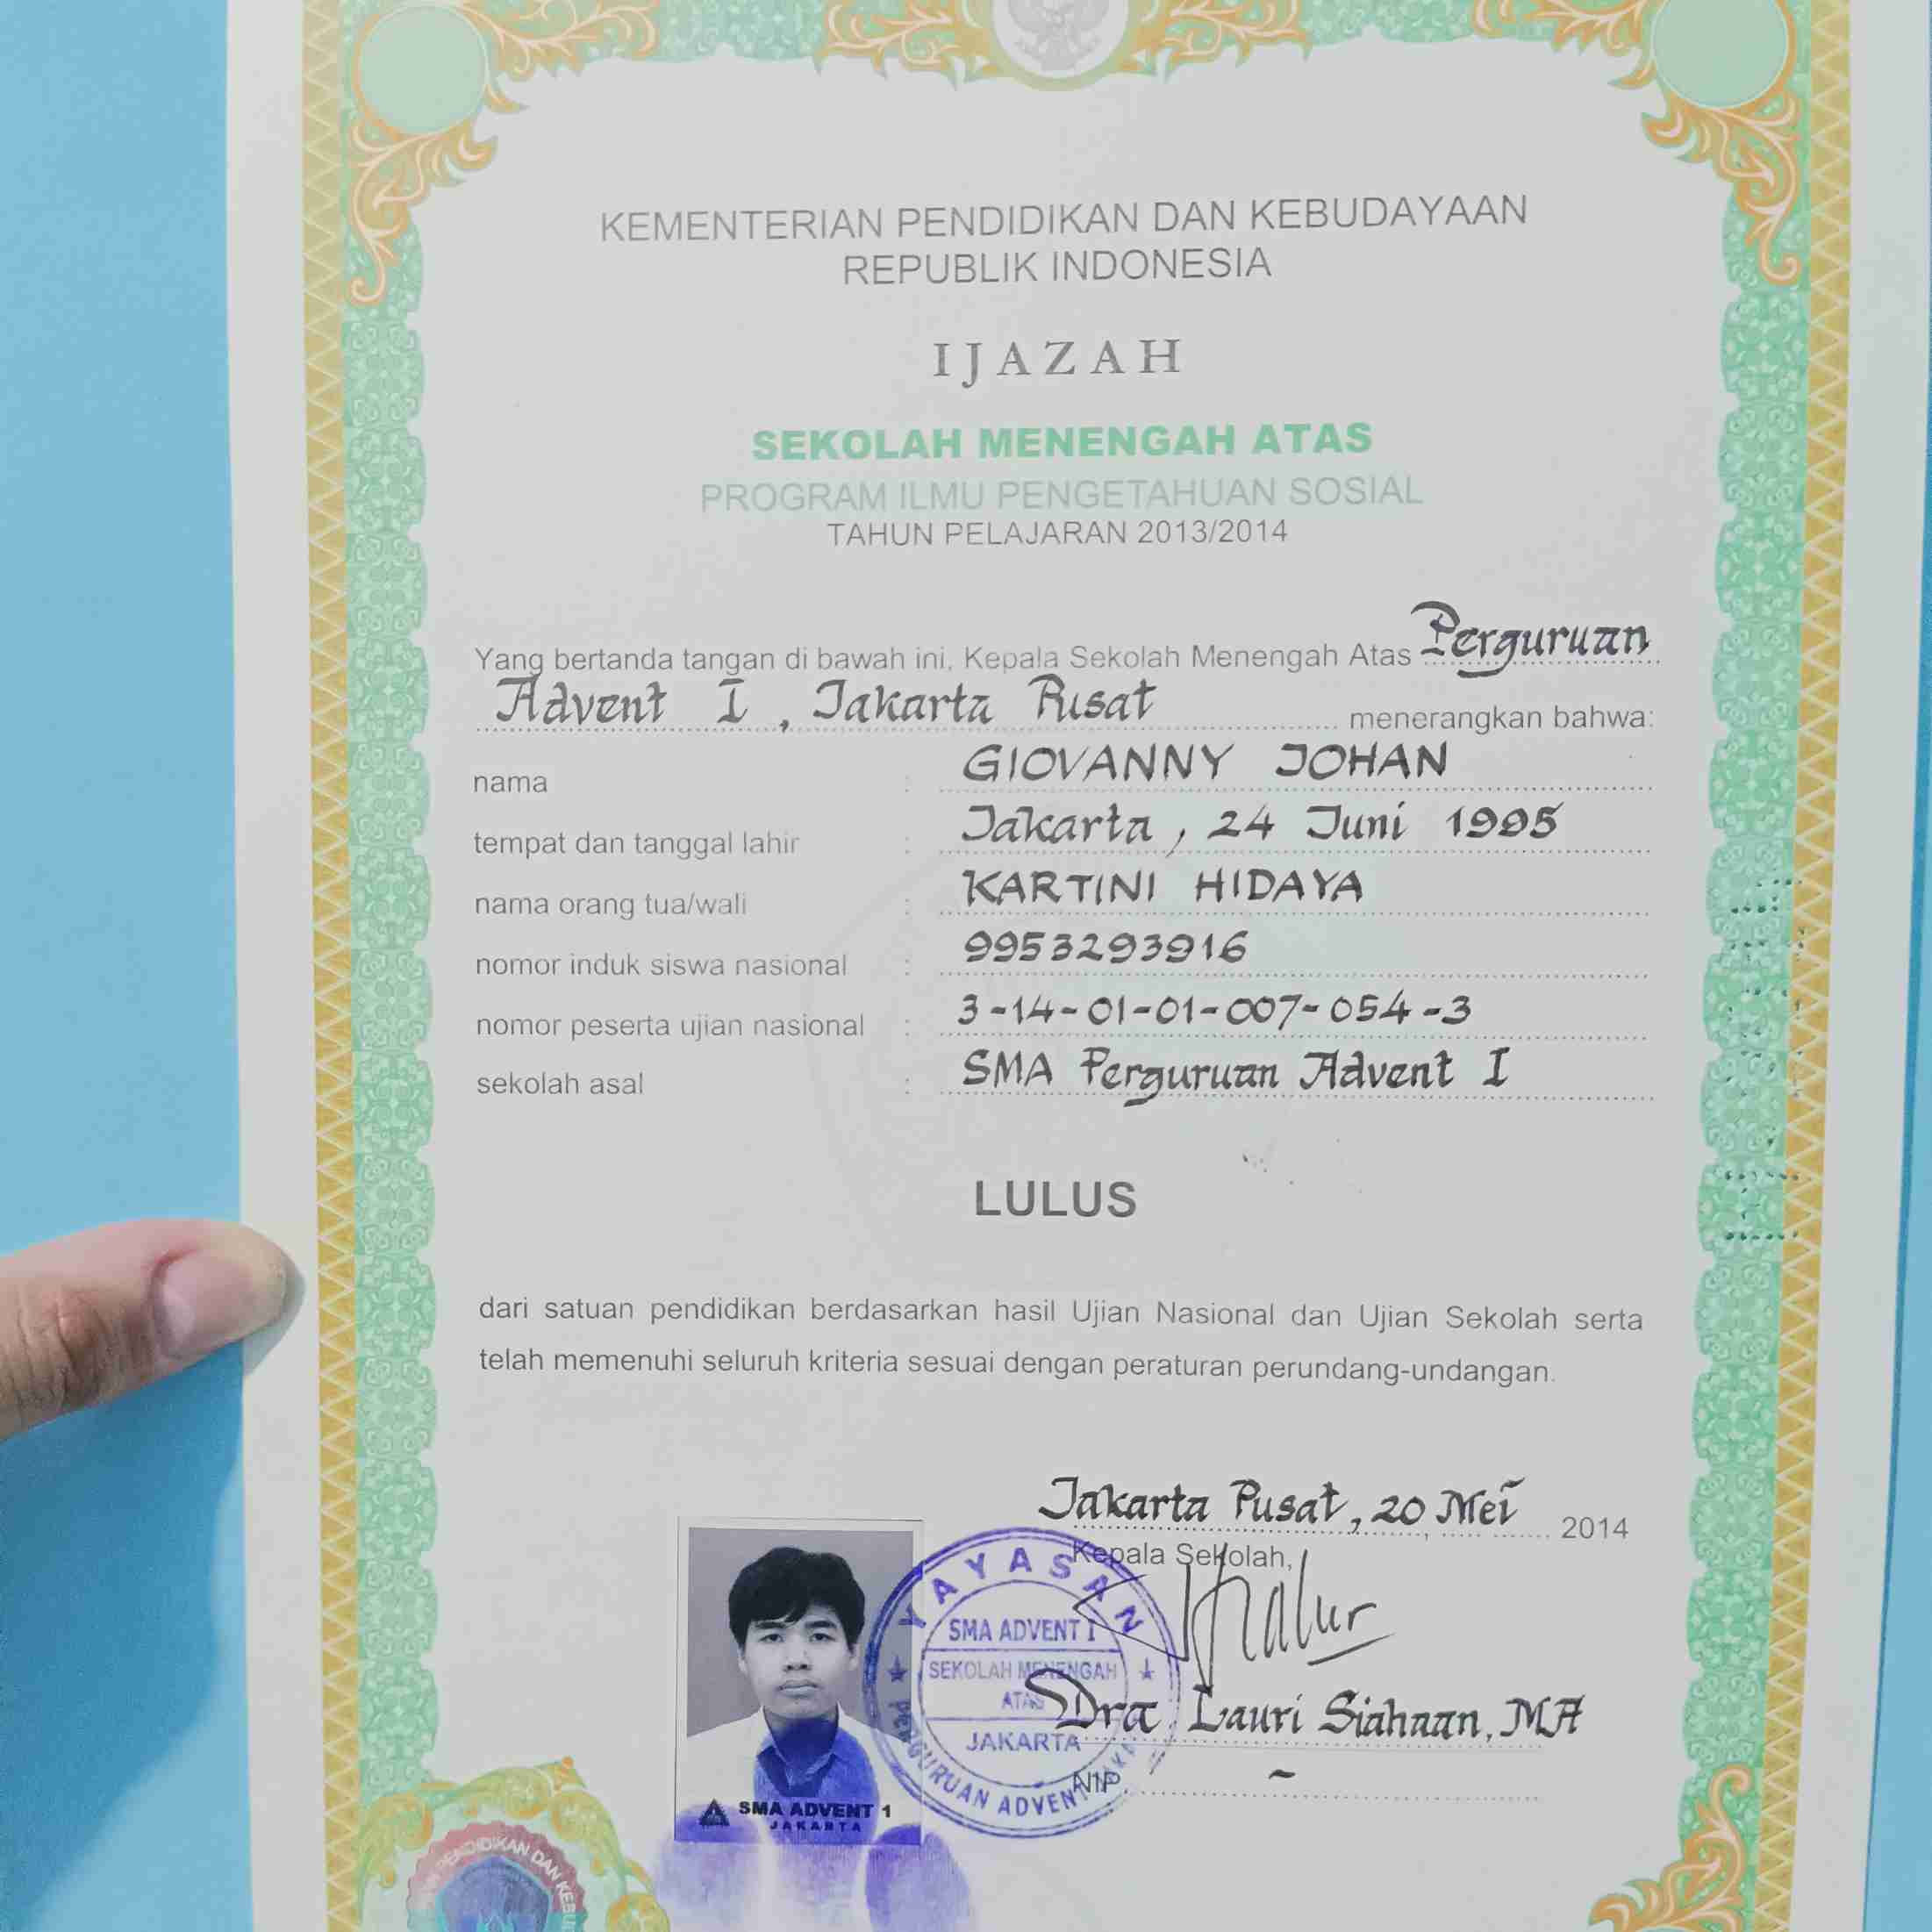 KEMENTERIAN PENDIDIKAN DAN KEBUDAYAAN
REPUBLIK INDONESIA
IJAZAH
SEKOLAH MENENGAH ATAS
PROGRAM ILMU PENGETAHUAN SOSIAL
TAHUN PELAJARAN 2013/2014
Yang bertanda tangan di bawah ini, Kepala Sekolah Menengah Atas Perguruan
Advent I, Jakarta Pusat menerangkan bahwa:
nama : GIOVANNY JOHAN
tempat dan tanggal lahir : Jakarta, 24 Juni 1995
nama orang tua/wali : KARTINI HIDAYA
nomor induk siswa nasional : 9953293916
nomor peserta ujian nasional : 3-14-01-01-007-054-3
sekolah asal : SMA Perguruan Advent I
LULUS
dari satuan pendidikan berdasarkan hasil Ujian Nasional dan Ujian Sekolah serta
telah memenuhi seluruh kriteria sesuai dengan peraturan perundang-undangan.
Jakarta Pusat, 20 Mei 2014
Kepala Sekolah,
YAYASAN
SMA ADVENT I
SEKOLAH MENENGAH
ATAS
JAKARTA
PERGURUAN ADVENT
Dra. Lauri Siahaan, MA
NIP. -
SMA ADVENT 1
JAKARTA
PENDIDIKAN DAN